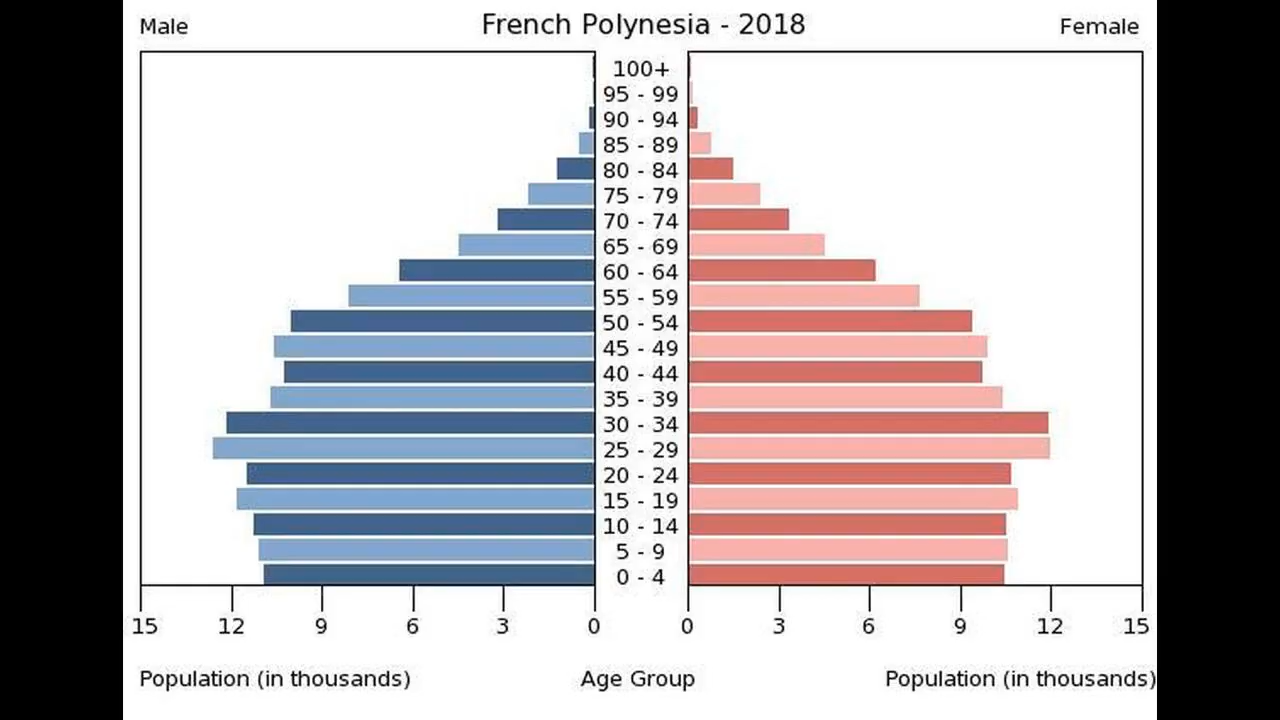 Male French Polynesia - 2018 Female
100+
95 - 99
90 - 94
85 - 89
80 - 84
75 - 79
70 - 74
65 - 69
60 - 64
55 - 59
50 - 54
45 - 49
40 - 44
35 - 39
30 - 34
25 - 29
20 - 24
15 - 19
10 - 14
5 - 9
0 - 4
15 12 9 6 3 0 0 3 6 9 12 15
Population (in thousands) Age Group Population (in thousands)